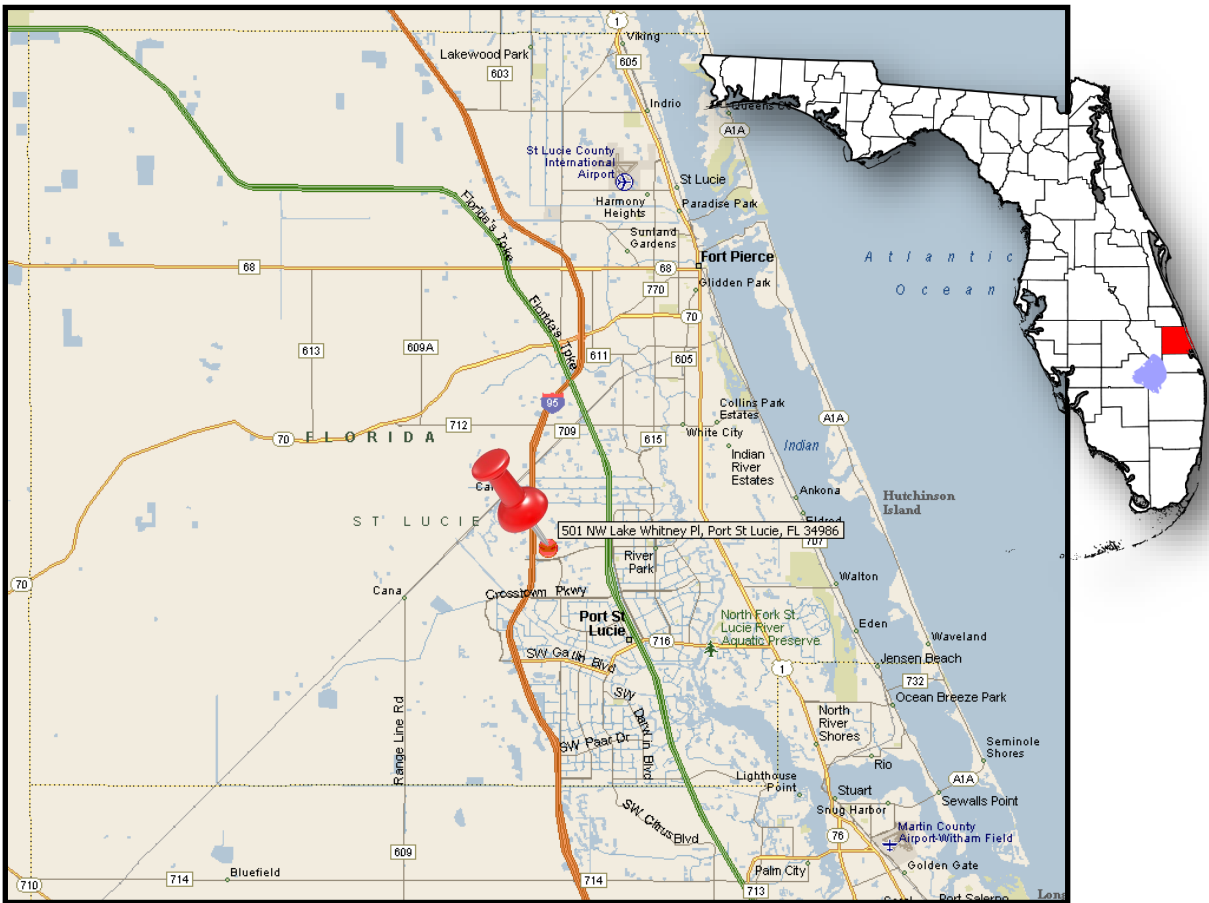 1
Viking
Lakewood Park
605
603
Indrio
Queens C
A1A
St Lucie County
International
Airport
St Lucie
Harmony
Heights
Paradise Park
Florida's Tpke
Sunland
Gardens
Fort Pierce
Atlantic
Ocean
68
68
Glidden Park
770
70
Florida's Tpke
613
609A
611
605
95
Collins Park
Estates
A1A
712
709
615
White City
70
FLORIDA
Indian
Indian
River
Estates
Ankona
Hutchinson
Island
Eldred
ST LUCIE
501 NW Lake Whitney Pl, Port St Lucie, FL 34986
707
River
Park
70
Walton
Cana
Crosstown Pkwy
Port St
Lucie
North Fork St.
Lucie River
Aquatic Preserve
716
Eden
Waveland
SW Gatlin Blvd
1
Jensen Beach
732
SW Darwin Blvd
Ocean Breeze Park
Range Line Rd
North
River
Shores
SW Paar Dr
Seminole
Shores
Rio
Lighthouse
Point
A1A
Stuart
Sewalls Point
SW Citrus Blvd
Snug Harbor
Martin County
Airport-Witham Field
76
609
Golden Gate
Palm City
Bluefield
714
710
714
713
Port Salerno
Long